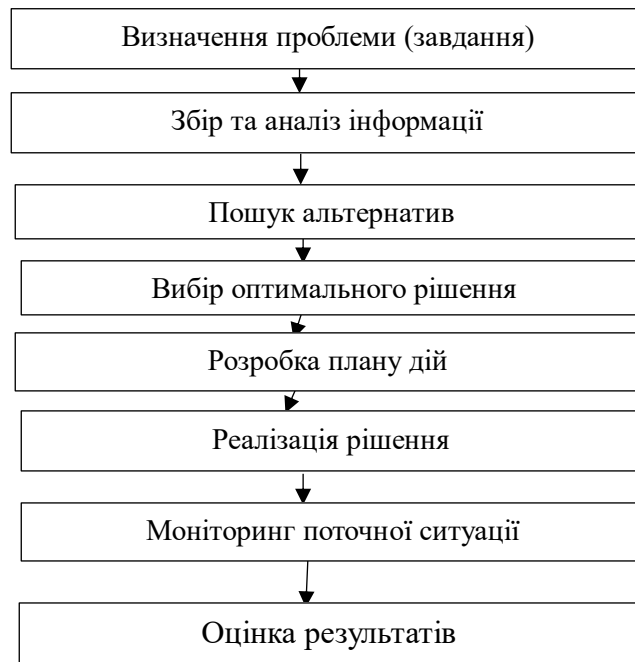 Визначення проблеми (завдання)
Збір та аналіз інформації
Пошук альтернатив
Вибір оптимального рішення
Розробка плану дій
Реалізація рішення
Моніторинг поточної ситуації
Оцінка результатів